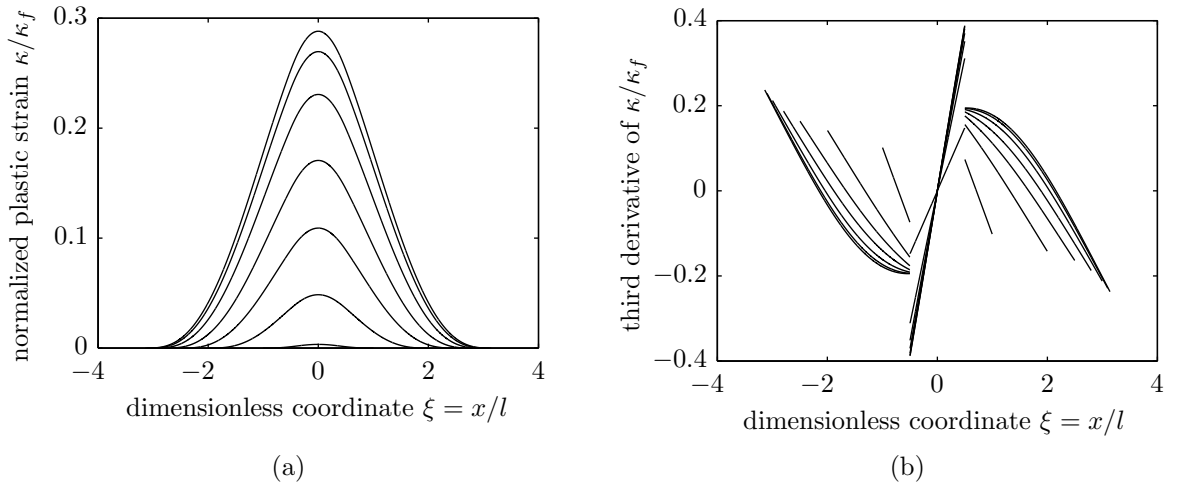 normalized plastic strain κ/κ_f
0.3
0.2
0.1
0
−4 −2 0 2 4
dimensionless coordinate ξ = x/l
(a)
third derivative of κ/κ_f
0.4
0.2
0
−0.2
−0.4
−4 −2 0 2 4
dimensionless coordinate ξ = x/l
(b)